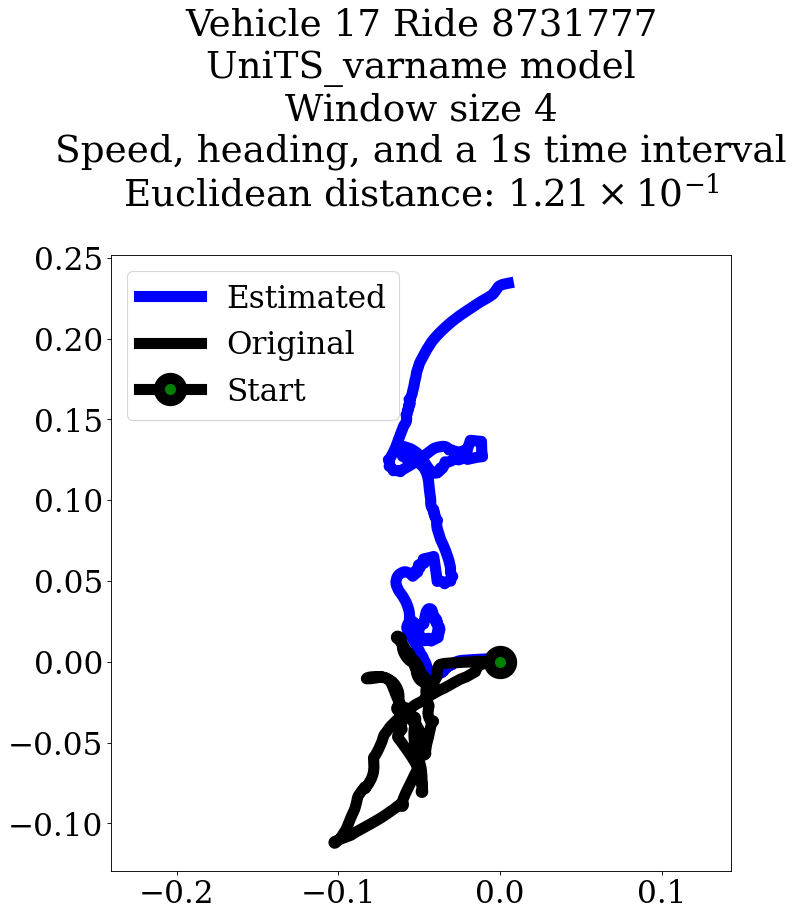 Vehicle 17 Ride 8731777
UniTS_varname model
Window size 4
Speed, heading, and a 1s time interval
Euclidean distance: 1.21 × 10⁻¹
0.25
0.20
0.15
0.10
0.05
0.00
−0.05
−0.10
Estimated
Original
Start
−0.2 −0.1 0.0 0.1